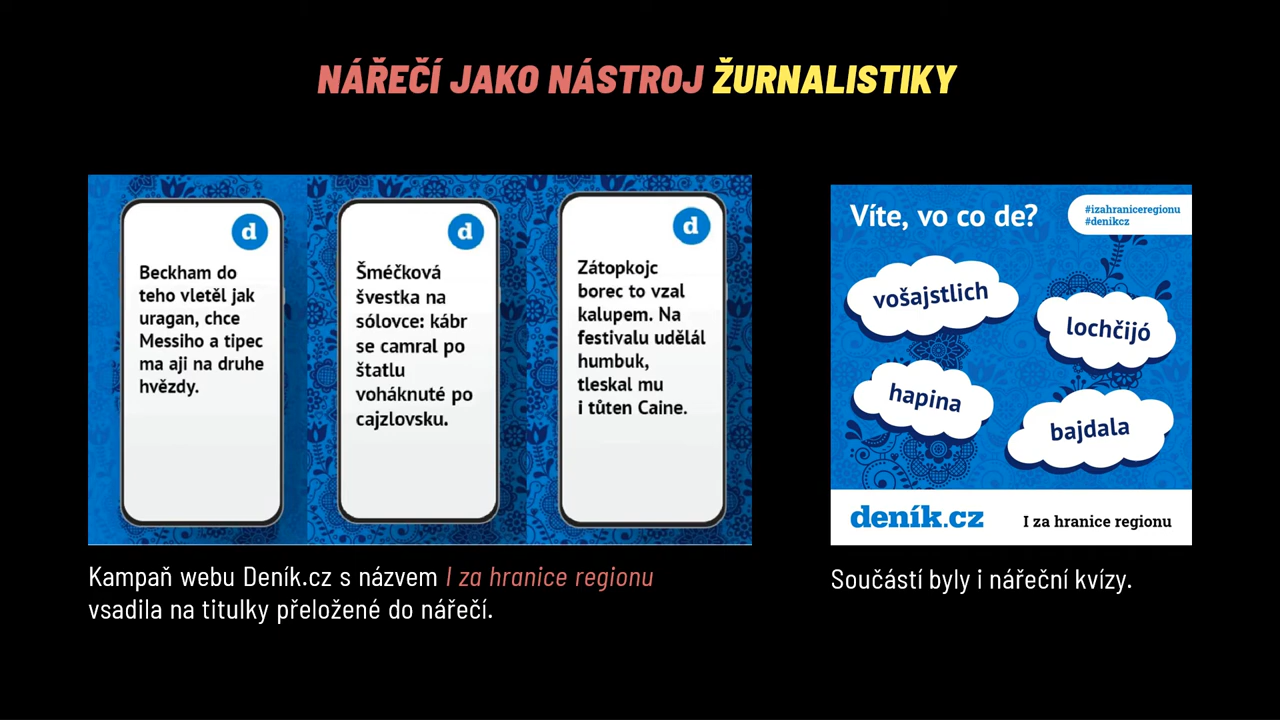 NÁŘEČÍ JAKO NÁSTROJ ŽURNALISTIKY
d
Beckham do
teho vletěl jak
uragan, chce
Messiho a tipec
ma aji na druhe
hvězdy.
d
Šméčková
švestka na
sólovce: kábr
se camral po
štatlu
voháknuté po
cajzlovsku.
d
Zátopkojc
borec to vzal
kalupem. Na
festivalu udělál
humbuk,
tleskal mu
i tůten Caine.
Kampaň webu Deník.cz s názvem I za hranice regionu
vsadila na titulky přeložené do nářečí.
Víte, vo co de?
#izahraniceregionu
#denikcz
vošajstlich
lochčijó
hapina
bajdala
deník.cz
I za hranice regionu
Součástí byly i nářeční kvízy.